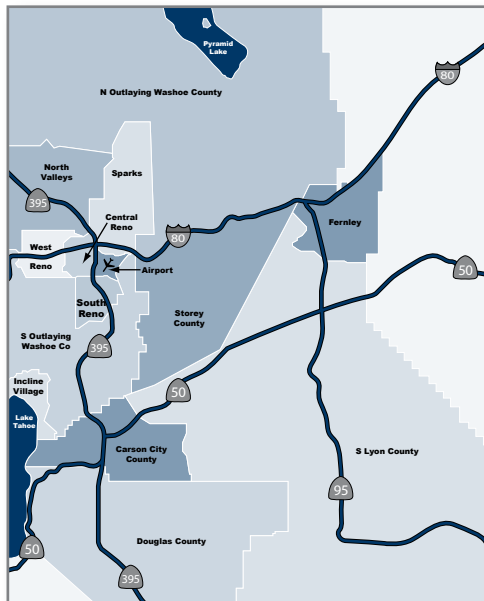 Pyramid
Lake
80
N Outlaying Washoe County
North
Valleys
Sparks
395
Central
Reno
Fernley
80
West
Reno
Airport
50
South
Reno
Storey
County
S Outlaying
Washoe Co
395
Incline
Village
50
Lake
Tahoe
Carson City
County
S Lyon County
95
Douglas County
50
395